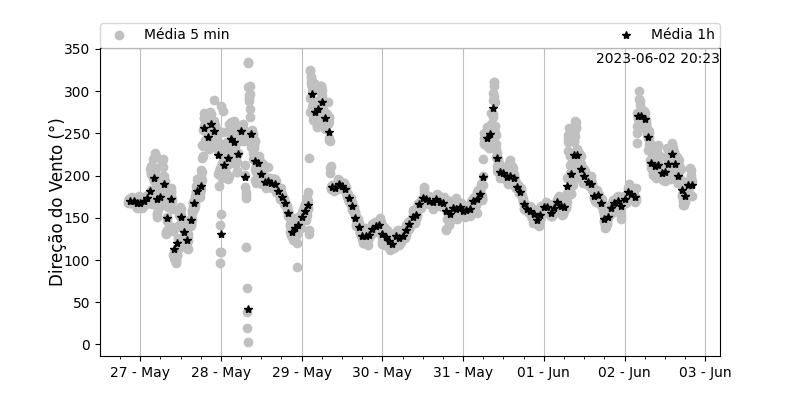 Média 5 min
Média 1h
2023-06-02 20:23
Direção do Vento (°)
350
300
250
200
150
100
50
0
27 - May
28 - May
29 - May
30 - May
31 - May
01 - Jun
02 - Jun
03 - Jun